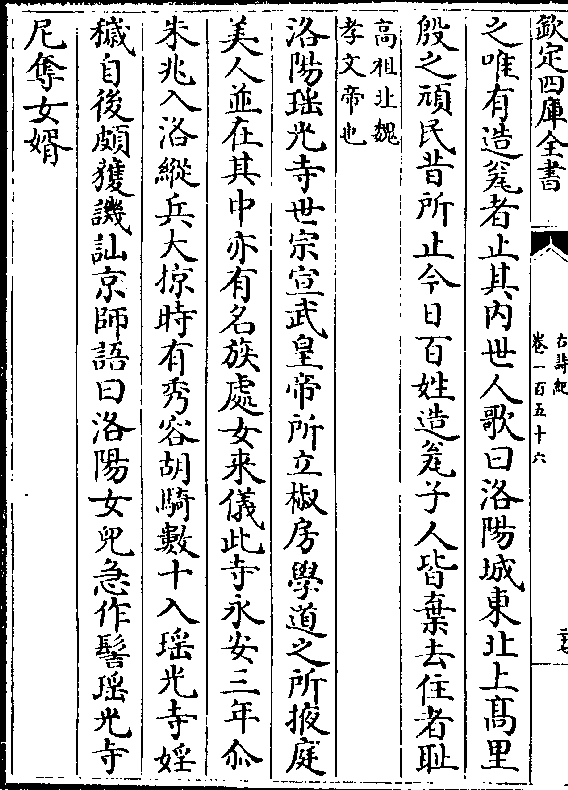 欽定四庫全書
古詩紀
卷一百五十六
之唯有造瓮者止其内世人歌曰洛陽城東北上髙里
殷之頑民昔所止今日百姓造瓮子人皆棄去住者耻
高祖北魏
孝文帝也
洛陽瑶光寺世宗宣武皇帝所立椒房學道之所掖庭
美人並在其中亦有名族處女来儀此寺永安三年尒
朱兆入洛縱兵大掠時有秀容胡騎數十入瑶光寺婬
穢自後頗獲譏訕京師語曰洛陽女兒急作髻瑶光寺
尼奪女婿